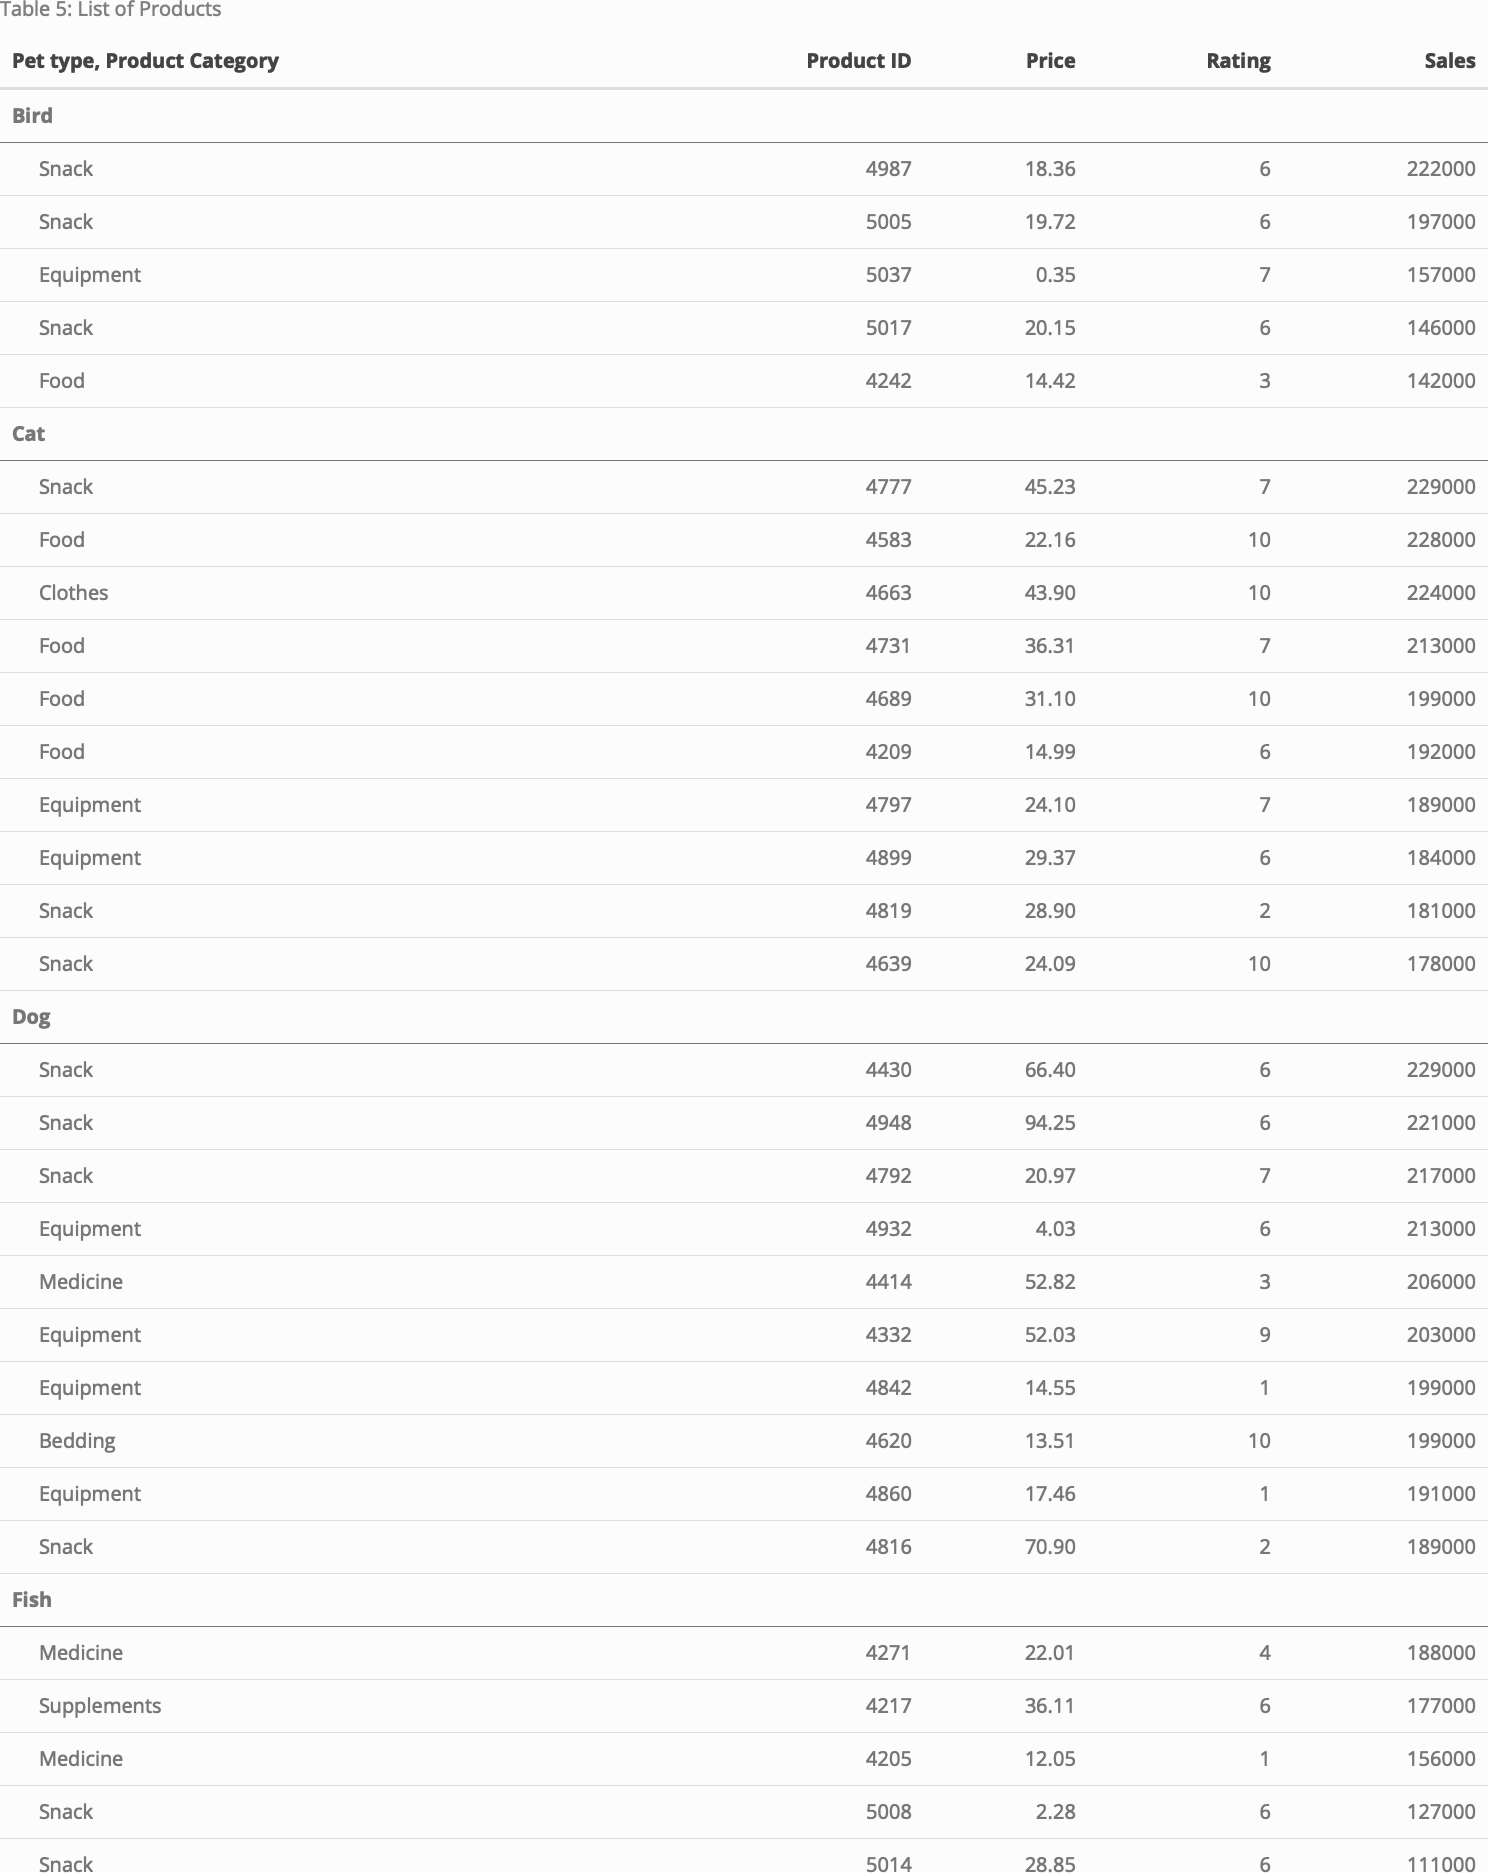 Table 5: List of Products
Pet type, Product Category Product ID Price Rating Sales
Bird
Snack 4987 18.36 6 222000
Snack 5005 19.72 6 197000
Equipment 5037 0.35 7 157000
Snack 5017 20.15 6 146000
Food 4242 14.42 3 142000
Cat
Snack 4777 45.23 7 229000
Food 4583 22.16 10 228000
Clothes 4663 43.90 10 224000
Food 4731 36.31 7 213000
Food 4689 31.10 10 199000
Food 4209 14.99 6 192000
Equipment 4797 24.10 7 189000
Equipment 4899 29.37 6 184000
Snack 4819 28.90 2 181000
Snack 4639 24.09 10 178000
Dog
Snack 4430 66.40 6 229000
Snack 4948 94.25 6 221000
Snack 4792 20.97 7 217000
Equipment 4932 4.03 6 213000
Medicine 4414 52.82 3 206000
Equipment 4332 52.03 9 203000
Equipment 4842 14.55 1 199000
Bedding 4620 13.51 10 199000
Equipment 4860 17.46 1 191000
Snack 4816 70.90 2 189000
Fish
Medicine 4271 22.01 4 188000
Supplements 4217 36.11 6 177000
Medicine 4205 12.05 1 156000
Snack 5008 2.28 6 127000
Snack 5014 28.85 6 111000